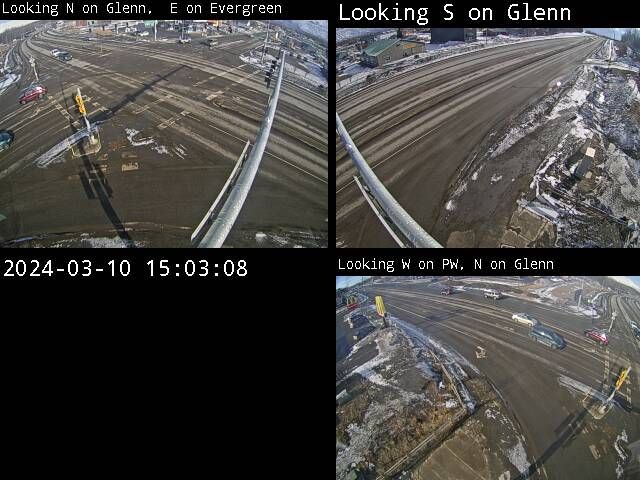 Looking N on Glenn,  E on Evergreen
Looking S on Glenn
2024-03-10 15:03:08
Looking W on PW, N on Glenn